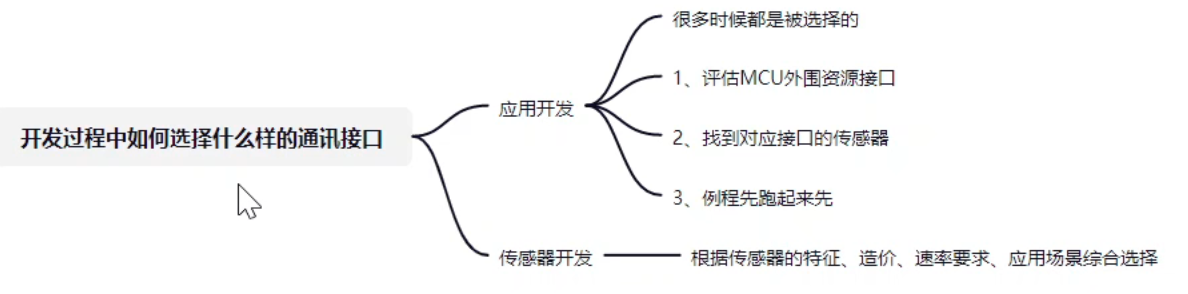 开发过程中如何选择什么样的通讯接口
应用开发
很多时候都是被选择的
1、评估MCU外围资源接口
2、找到对应接口的传感器
3、例程先跑起来先
传感器开发
根据传感器的特征、造价、速率要求、应用场景综合选择